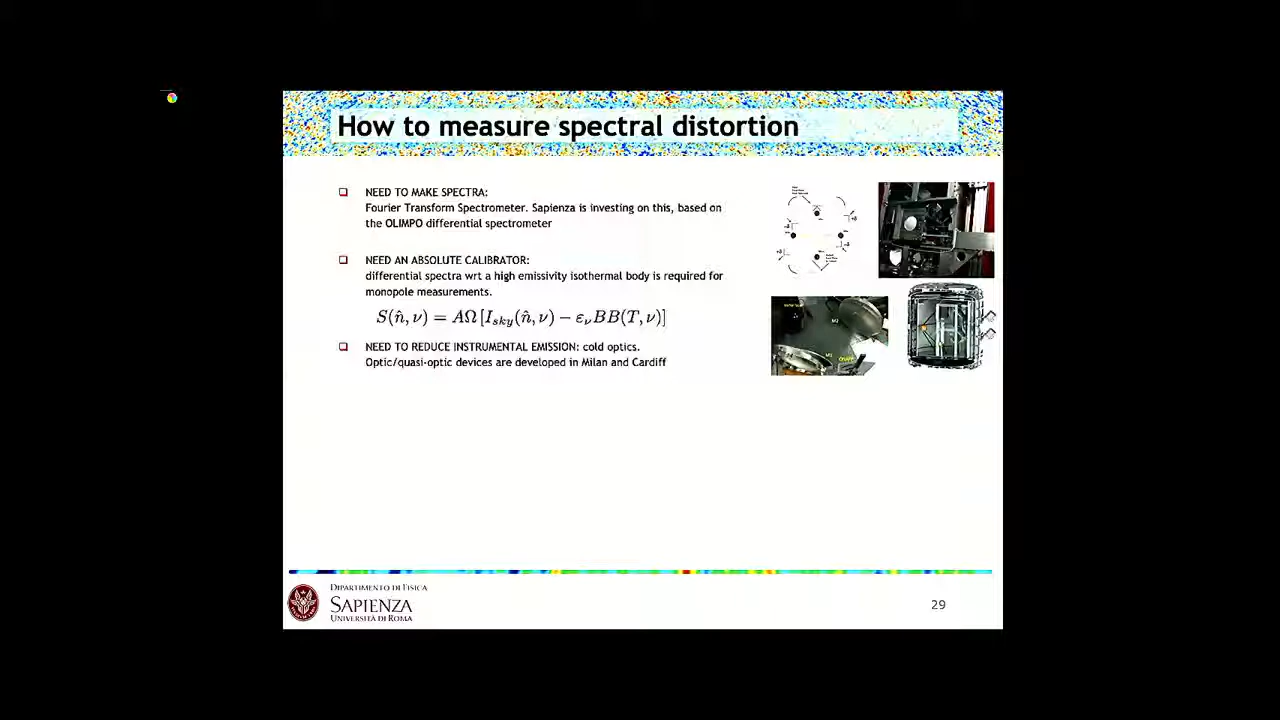 How to measure spectral distortion
NEED TO MAKE SPECTRA:
Fourier Transform Spectrometer. Sapienza is investing on this, based on
the OLIMPO differential spectrometer
NEED AN ABSOLUTE CALIBRATOR:
differential spectra wrt a high emissivity isothermal body is required for
monopole measurements.
S(n̂, ν) = AΩ [I_sky(n̂, ν) − ε_ν BB(T, ν)]
NEED TO REDUCE INSTRUMENTAL EMISSION: cold optics.
Optic/quasi-optic devices are developed in Milan and Cardiff
M2
M1
DIPARTIMENTO DI FISICA
SAPIENZA
UNIVERSITÀ DI ROMA
29